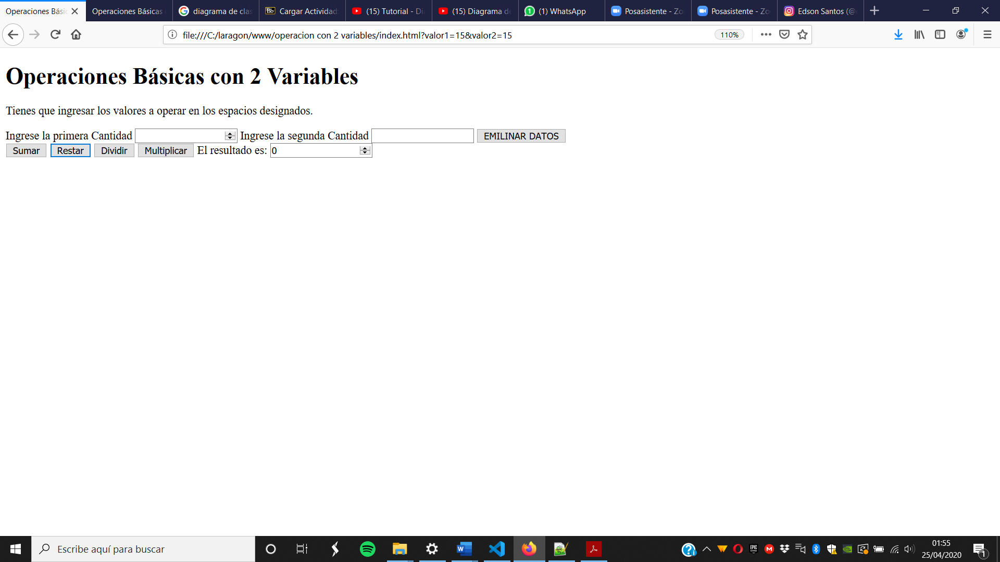 Operaciones Bási
Operaciones Básicas
diagrama de clas
Cargar Actividad
(15) Tutorial - Di
(15) Diagrama de
(1) WhatsApp
Posasistente - Zo
Posasistente - Zo
Edson Santos (@
file:///C:/laragon/www/operacion con 2 variables/index.html?valor1=15&valor2=15
110%
Operaciones Básicas con 2 Variables
Tienes que ingresar los valores a operar en los espacios designados.
Ingrese la primera Cantidad Ingrese la segunda Cantidad EMILINAR DATOS
Sumar Restar Dividir Multiplicar El resultado es: 0
Escribe aquí para buscar
01:55
25/04/2020
1